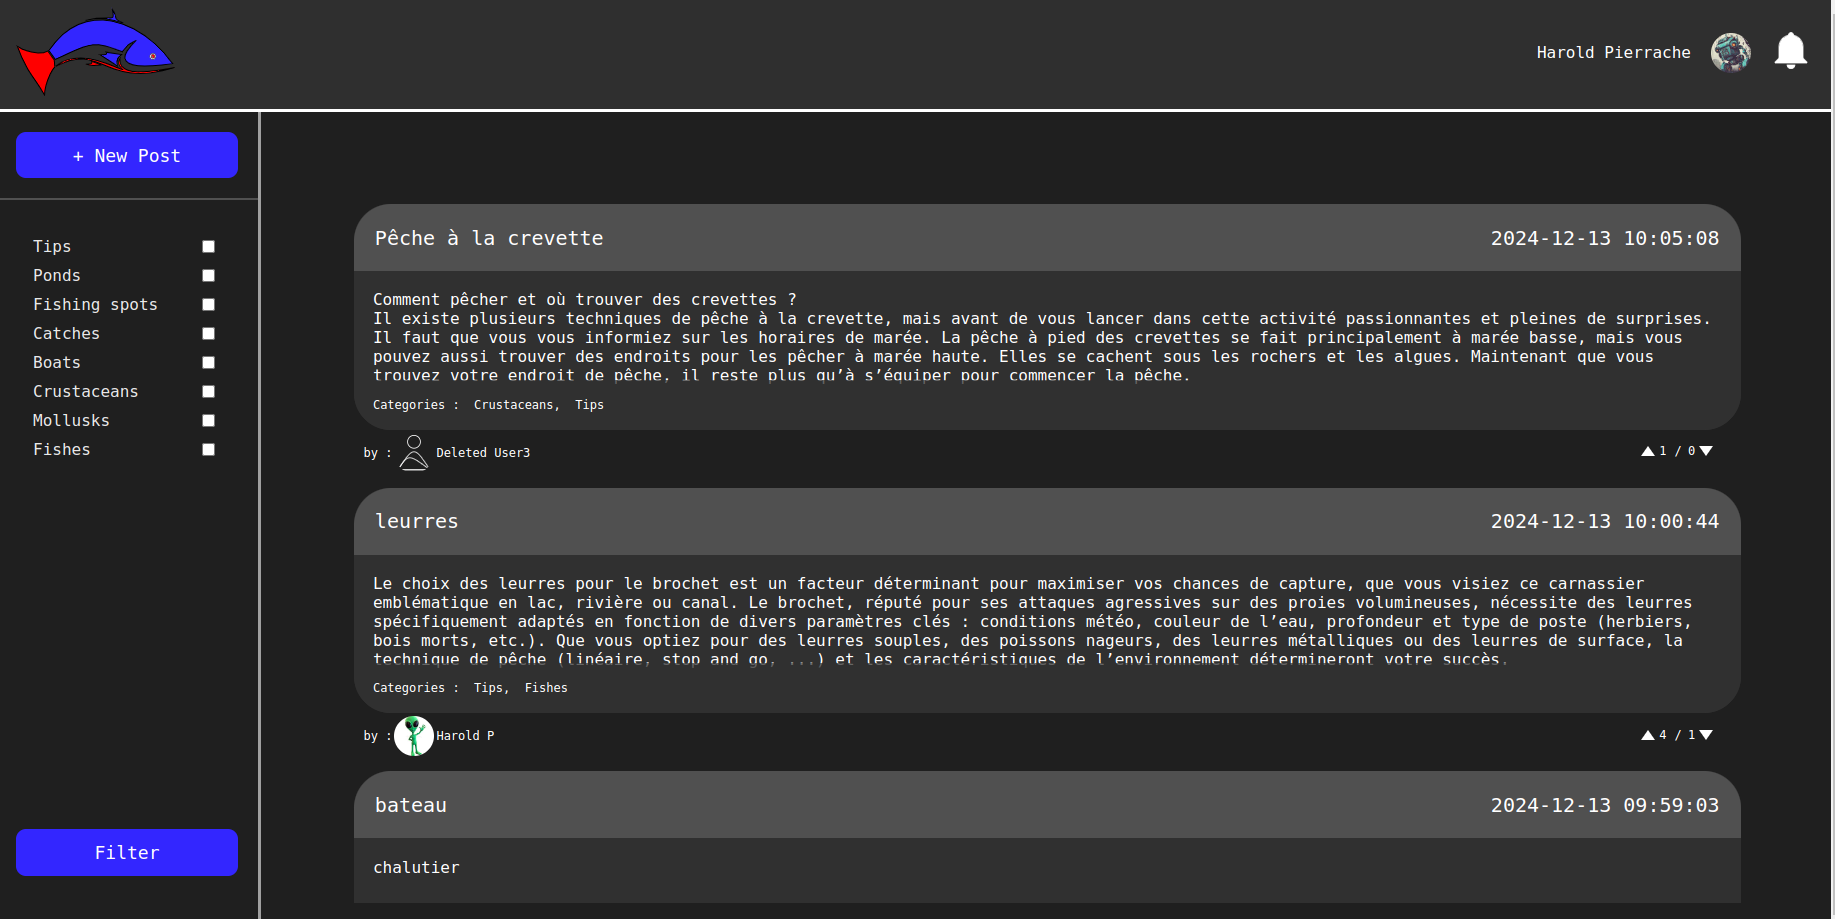 Harold Pierrache
+ New Post
Tips
Ponds
Fishing spots
Catches
Boats
Crustaceans
Mollusks
Fishes
Filter
Pêche à la crevette 2024-12-13 10:05:08
Comment pêcher et où trouver des crevettes ?
Il existe plusieurs techniques de pêche à la crevette, mais avant de vous lancer dans cette activité passionnantes et pleines de surprises.
Il faut que vous vous informiez sur les horaires de marée. La pêche à pied des crevettes se fait principalement à marée basse, mais vous
pouvez aussi trouver des endroits pour les pêcher à marée haute. Elles se cachent sous les rochers et les algues. Maintenant que vous
trouvez votre endroit de pêche, il reste plus qu’à s’équiper pour commencer la pêche.
Categories : Crustaceans, Tips
by : Deleted User3 1 / 0
leurres 2024-12-13 10:00:44
Le choix des leurres pour le brochet est un facteur déterminant pour maximiser vos chances de capture, que vous visiez ce carnassier
emblématique en lac, rivière ou canal. Le brochet, réputé pour ses attaques agressives sur des proies volumineuses, nécessite des leurres
spécifiquement adaptés en fonction de divers paramètres clés : conditions météo, couleur de l’eau, profondeur et type de poste (herbiers,
bois morts, etc.). Que vous optiez pour des leurres souples, des poissons nageurs, des leurres métalliques ou des leurres de surface, la
technique de pêche (linéaire, stop and go, ...) et les caractéristiques de l’environnement détermineront votre succès.
Categories : Tips, Fishes
by : Harold P 4 / 1
bateau 2024-12-13 09:59:03
chalutier